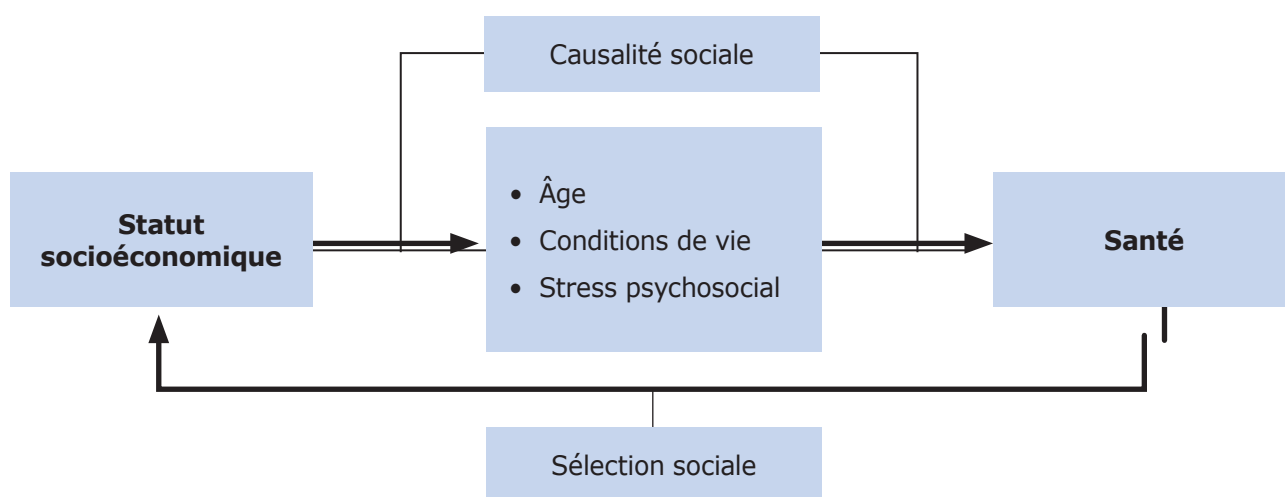 Causalité sociale
Statut
socioéconomique
• Âge
• Conditions de vie
• Stress psychosocial
Santé
Sélection sociale